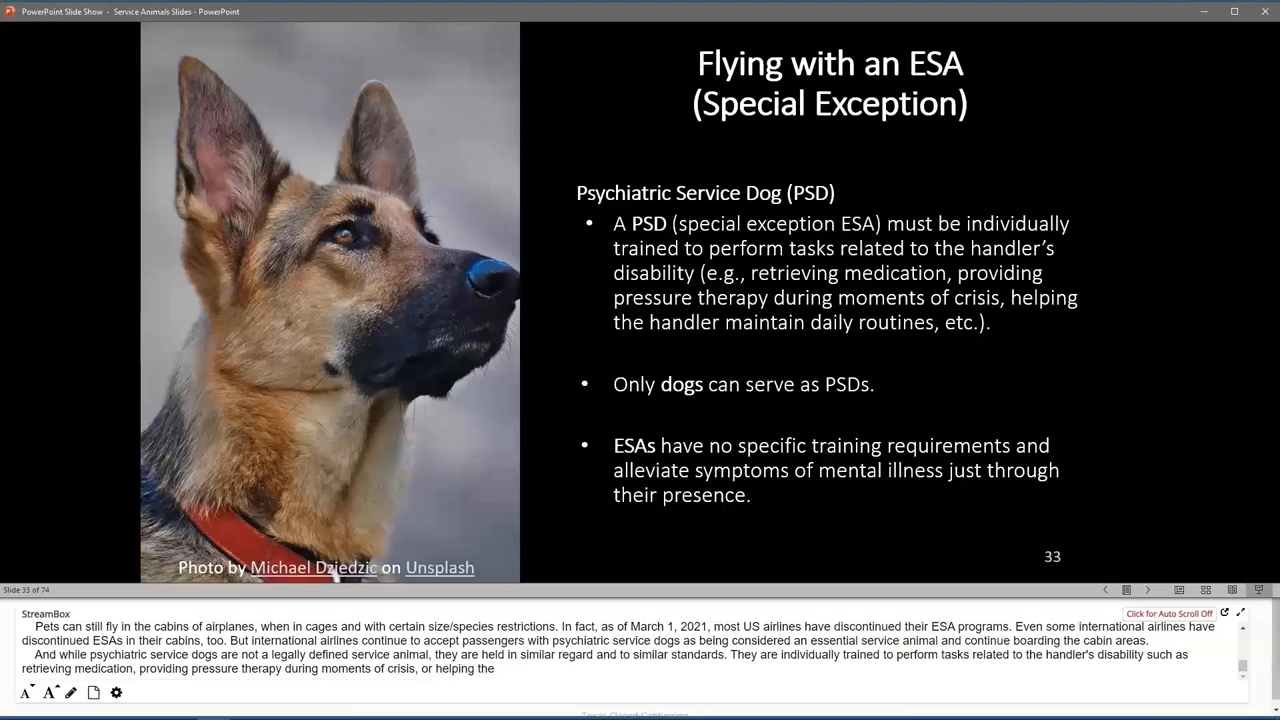 PowerPoint Slide Show - Service Animals Slides - PowerPoint
Flying with an ESA
(Special Exception)
Psychiatric Service Dog (PSD)
• A PSD (special exception ESA) must be individually
trained to perform tasks related to the handler’s
disability (e.g., retrieving medication, providing
pressure therapy during moments of crisis, helping
the handler maintain daily routines, etc.).
• Only dogs can serve as PSDs.
• ESAs have no specific training requirements and
alleviate symptoms of mental illness just through
their presence.
33
Photo by Michael Dziedzic on Unsplash
Slide 33 of 74
StreamBox
Click for Auto Scroll Off
Pets can still fly in the cabins of airplanes, when in cages and with certain size/species restrictions. In fact, as of March 1, 2021, most US airlines have discontinued their ESA programs. Even some international airlines have
discontinued ESAs in their cabins, too. But international airlines continue to accept passengers with psychiatric service dogs as being considered an essential service animal and continue boarding the cabin areas.
And while psychiatric service dogs are not a legally defined service animal, they are held in similar regard and to similar standards. They are individually trained to perform tasks related to the handler's disability such as
retrieving medication, providing pressure therapy during moments of crisis, or helping the
A A
Texas Closed Captioning